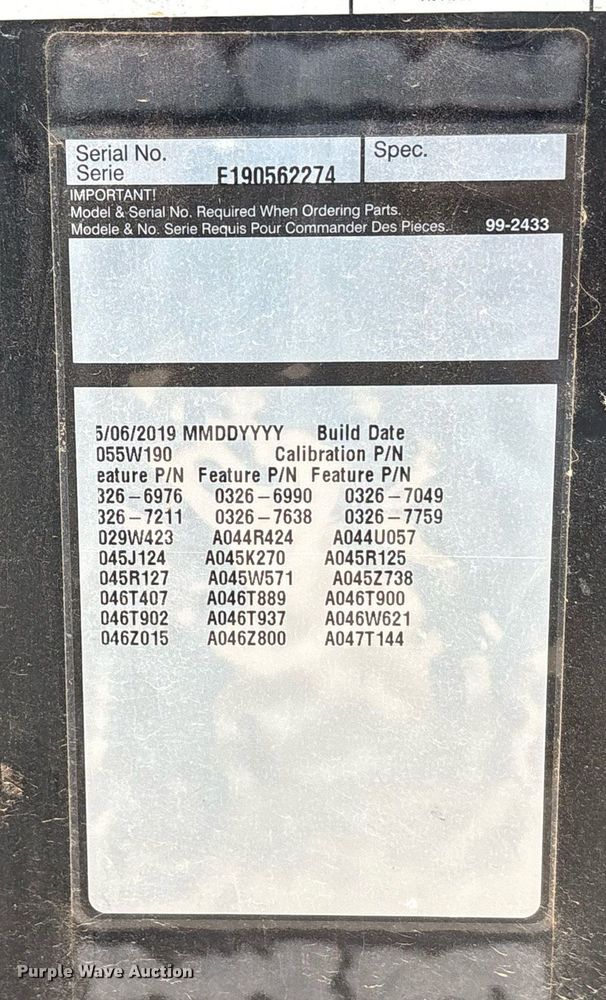 Serial No.
Serie E190562274
Spec.
IMPORTANT!
Model & Serial No. Required When Ordering Parts.
Modele & No. Serie Requis Pour Commander Des Pieces. 99-2433
5/06/2019 MMDDYYYY Build Date
055W190 Calibration P/N
eature P/N Feature P/N Feature P/N
326-6976 0326-6990 0326-7049
326-7211 0326-7638 0326-7759
029W423 A044R424 A044U057
045J124 A045K270 A045R125
045R127 A045W571 A045Z738
046T407 A046T889 A046T900
046T902 A046T937 A046W621
046Z015 A046Z800 A047T144
Purple Wave Auction